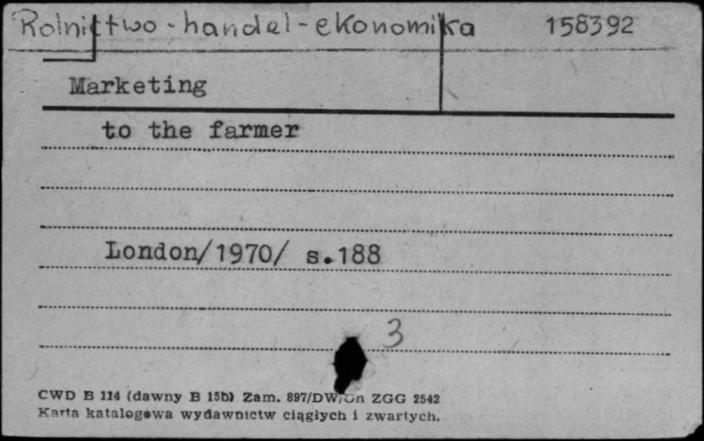 Rolnictwo - handel - ekonomika 158392
Marketing
to the farmer
London/1970/ s.188
3
CWD B 114 (dawny B 15b) Zam. 897/DW/ ZGG 2542
Karta katalogowa wydawnictw ciągłych i zwartych.